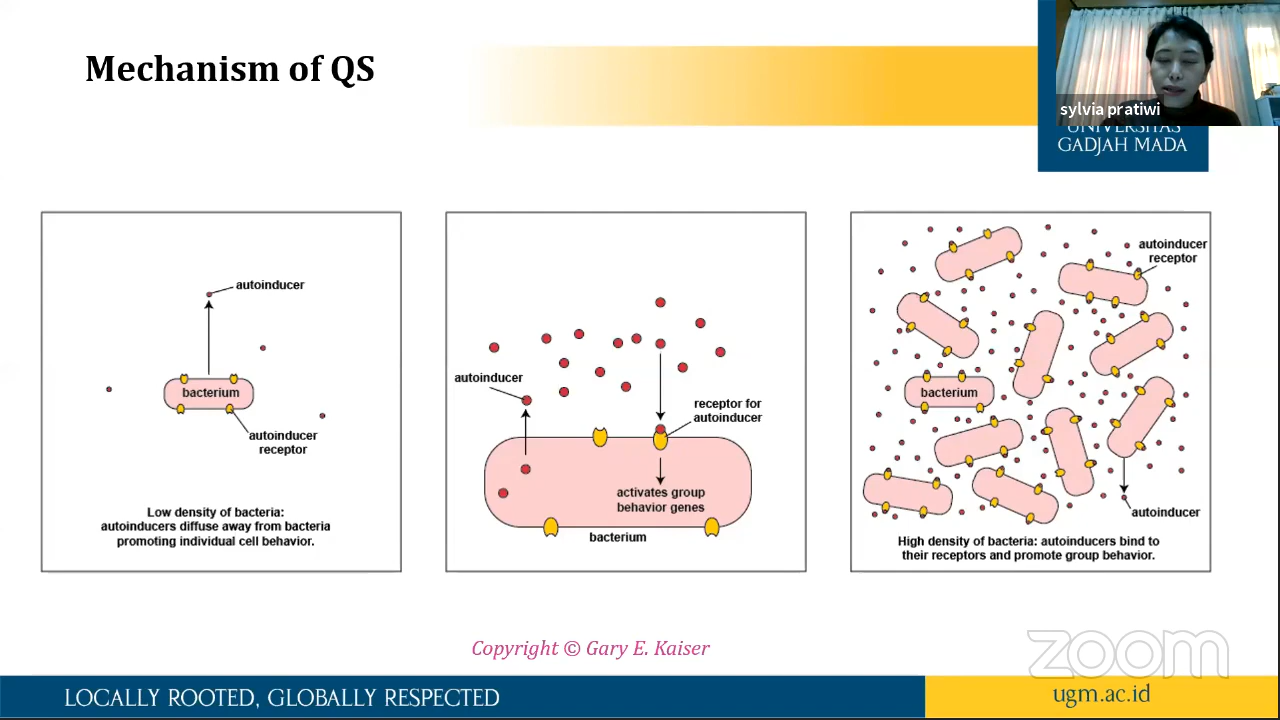 Mechanism of QS
sylvia pratiwi
UNIVERSITAS
GADJAH MADA
autoinducer
bacterium
autoinducer
receptor
Low density of bacteria:
autoinducers diffuse away from bacteria
promoting individual cell behavior.
autoinducer
receptor for
autoinducer
activates group
behavior genes
bacterium
autoinducer
receptor
bacterium
autoinducer
High density of bacteria: autoinducers bind to
their receptors and promote group behavior.
Copyright © Gary E. Kaiser
zoom
LOCALLY ROOTED, GLOBALLY RESPECTED
ugm.ac.id